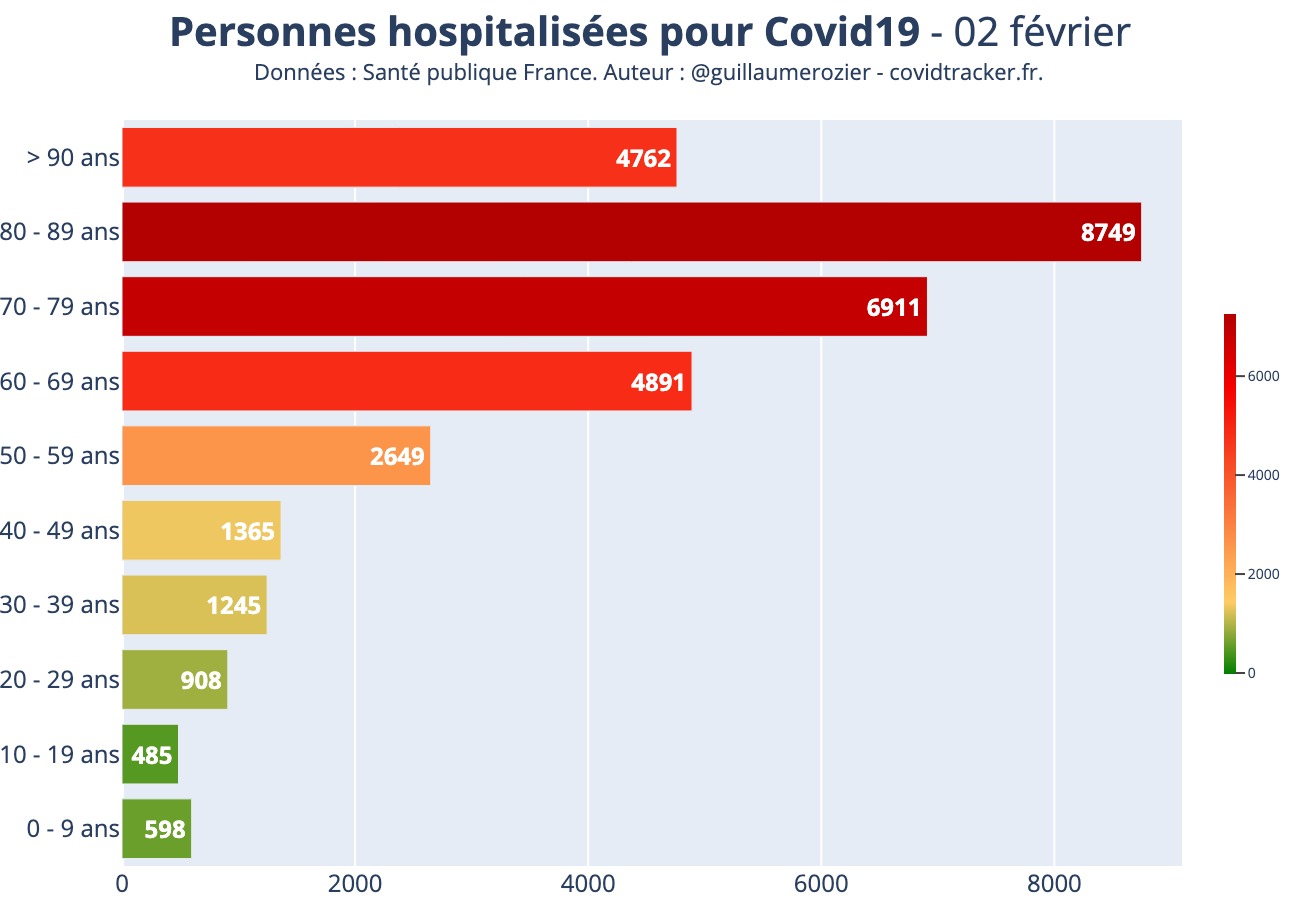 Personnes hospitalisées pour Covid19 - 02 février
Données : Santé publique France. Auteur : @guillaumerozier - covidtracker.fr.
> 90 ans 4762
80 - 89 ans 8749
70 - 79 ans 6911
60 - 69 ans 4891
50 - 59 ans 2649
40 - 49 ans 1365
30 - 39 ans 1245
20 - 29 ans 908
10 - 19 ans 485
0 - 9 ans 598
0 2000 4000 6000 8000
6000
4000
2000
0